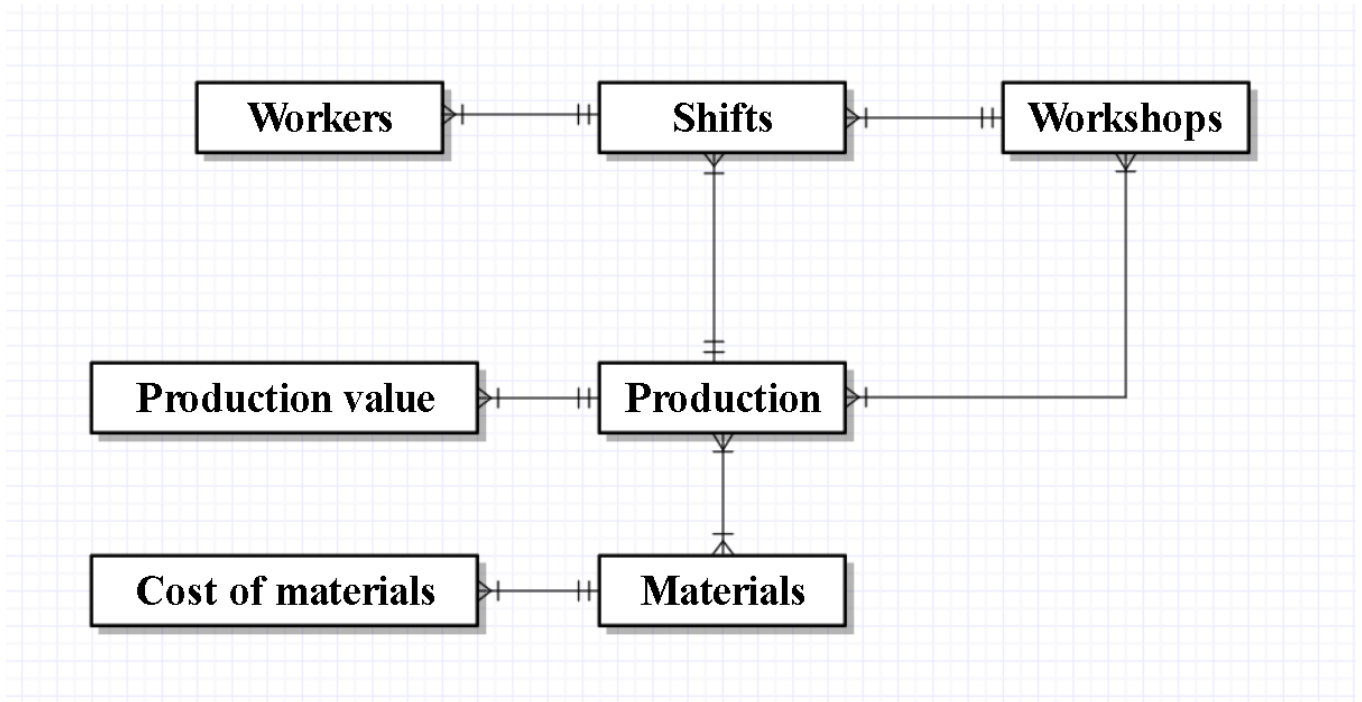 Workers
Shifts
Workshops
Production value
Production
Cost of materials
Materials